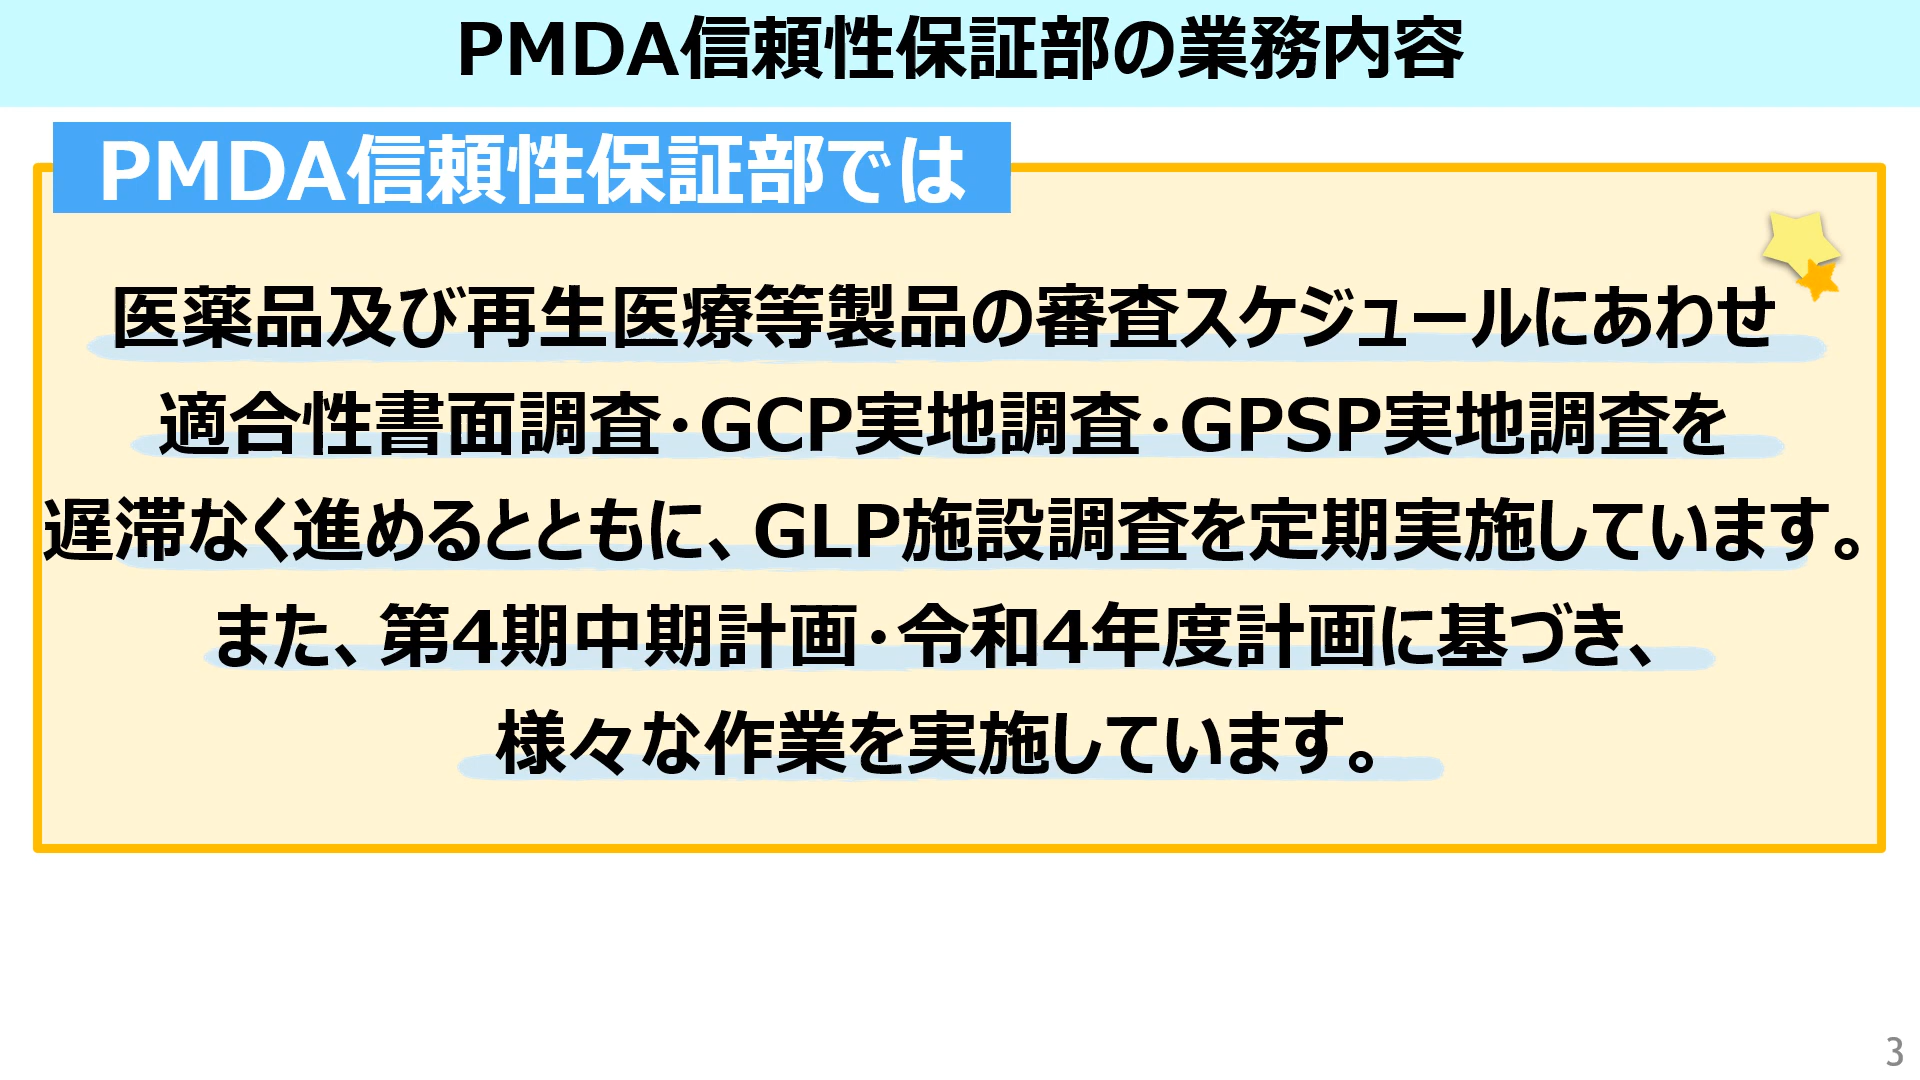 PMDA信頼性保証部の業務内容
PMDA信頼性保証部では
医薬品及び再生医療等製品の審査スケジュールにあわせ
適合性書面調査・GCP実地調査・GPSP実地調査を
遅滞なく進めるとともに、GLP施設調査を定期実施しています。
また、第4期中期計画・令和4年度計画に基づき、
様々な作業を実施しています。
3